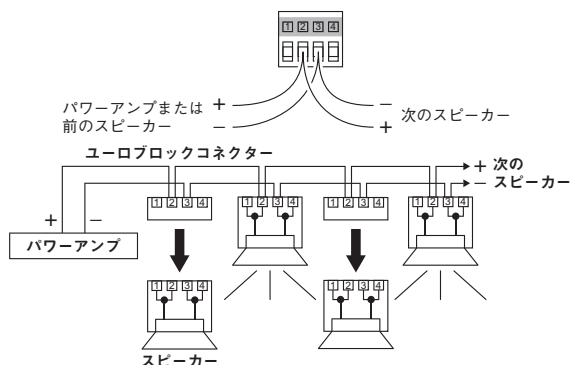 1 2 3 4
パワーアンプまたは
前のスピーカー
+
−
−
+
次のスピーカー
ユーロブロックコネクター
+ 次の
− スピーカー
1 2 3 4
1 2 3 4
1 2 3 4
1 2 3 4
+ −
パワーアンプ
1 2 3 4
1 2 3 4
スピーカー